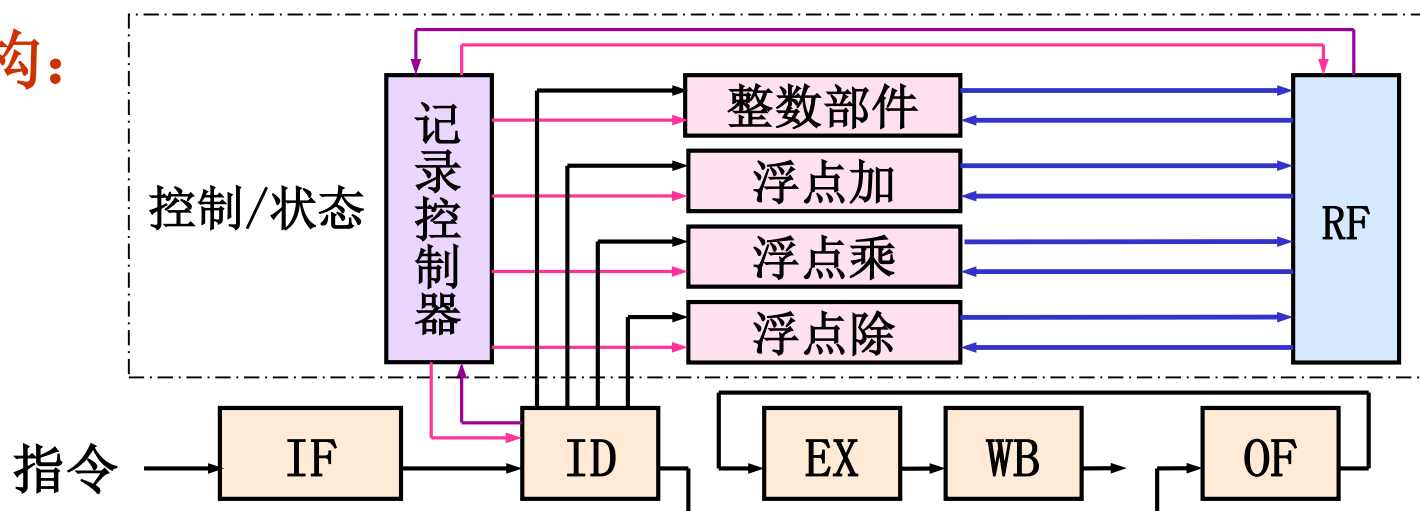 构:
整数部件
记录控制器
浮点加
控制/状态
RF
浮点乘
浮点除
指令
IF
ID
EX
WB
OF